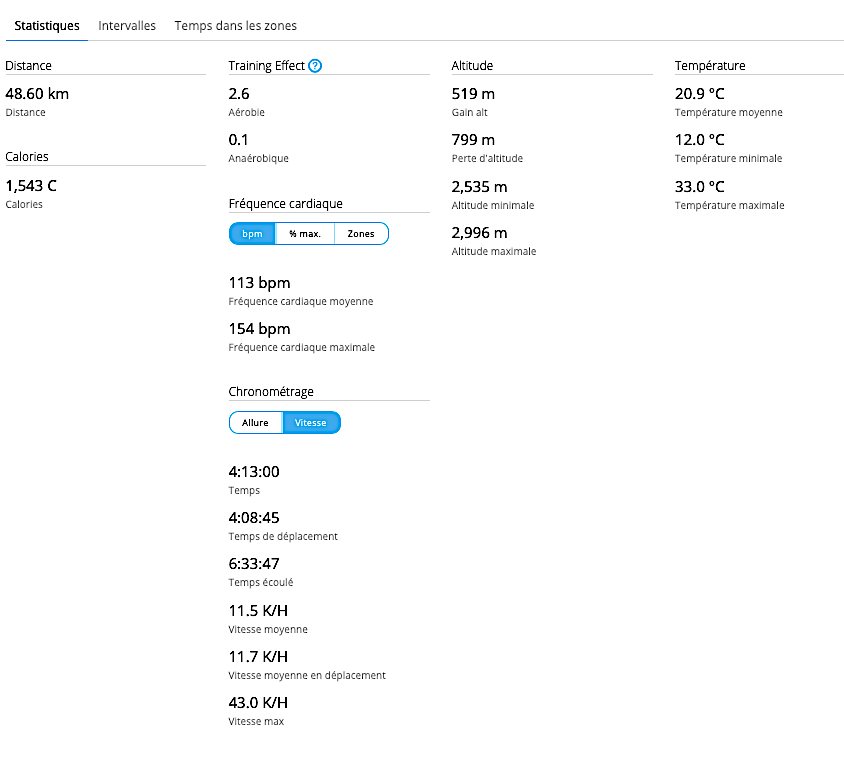 Statistiques Intervalles Temps dans les zones
Distance
48.60 km
Distance
Calories
1,543 C
Calories
Training Effect ?
2.6
Aérobie
0.1
Anaérobique
Fréquence cardiaque
bpm % max. Zones
113 bpm
Fréquence cardiaque moyenne
154 bpm
Fréquence cardiaque maximale
Chronométrage
Allure Vitesse
4:13:00
Temps
4:08:45
Temps de déplacement
6:33:47
Temps écoulé
11.5 K/H
Vitesse moyenne
11.7 K/H
Vitesse moyenne en déplacement
43.0 K/H
Vitesse max
Altitude
519 m
Gain alt
799 m
Perte d'altitude
2,535 m
Altitude minimale
2,996 m
Altitude maximale
Température
20.9 °C
Température moyenne
12.0 °C
Température minimale
33.0 °C
Température maximale